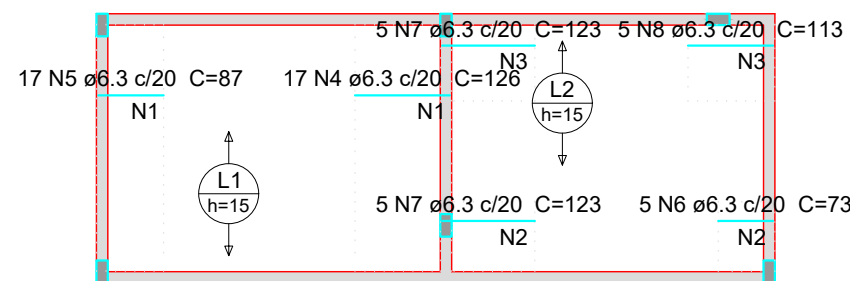 5 N7 ø6.3 c/20 C=123
5 N8 ø6.3 c/20 C=113
N3
N3
17 N5 ø6.3 c/20 C=87
17 N4 ø6.3 c/20 C=126
N1
N1
L2
h=15
L1
h=15
5 N7 ø6.3 c/20 C=123
5 N6 ø6.3 c/20 C=73
N2
N2